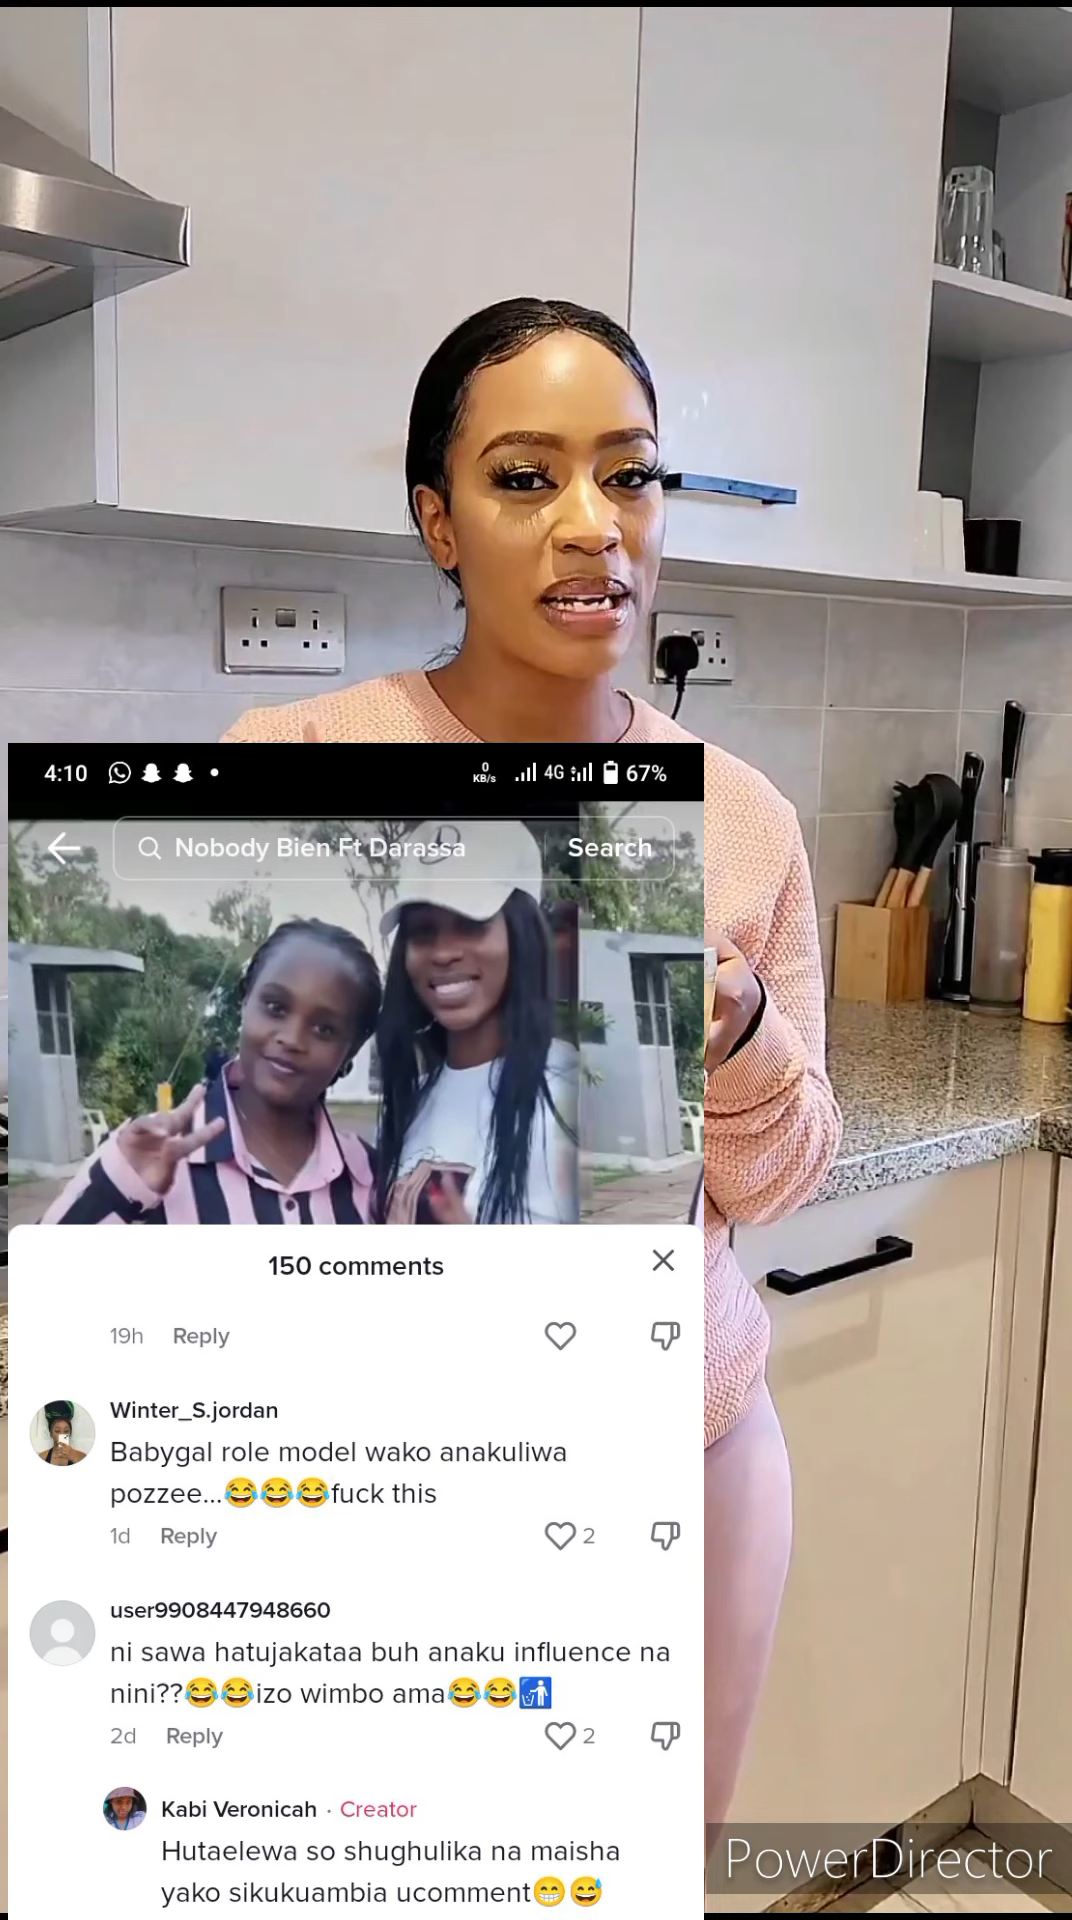 4:10
0
KB/s
4G
67%
Nobody Bien Ft Darassa
Search
150 comments
19h Reply
Winter_S.jordan
Babygal role model wako anakuliwa
pozzee...😂😂😂fuck this
1d Reply 2
user9908447948660
ni sawa hatujakataa buh anaku influence na
nini??😂😂izo wimbo ama😂😂🚮
2d Reply 2
Kabi Veronicah · Creator
Hutaelewa so shughulika na maisha
yako sikukuambia ucomment😁😅
PowerDirector